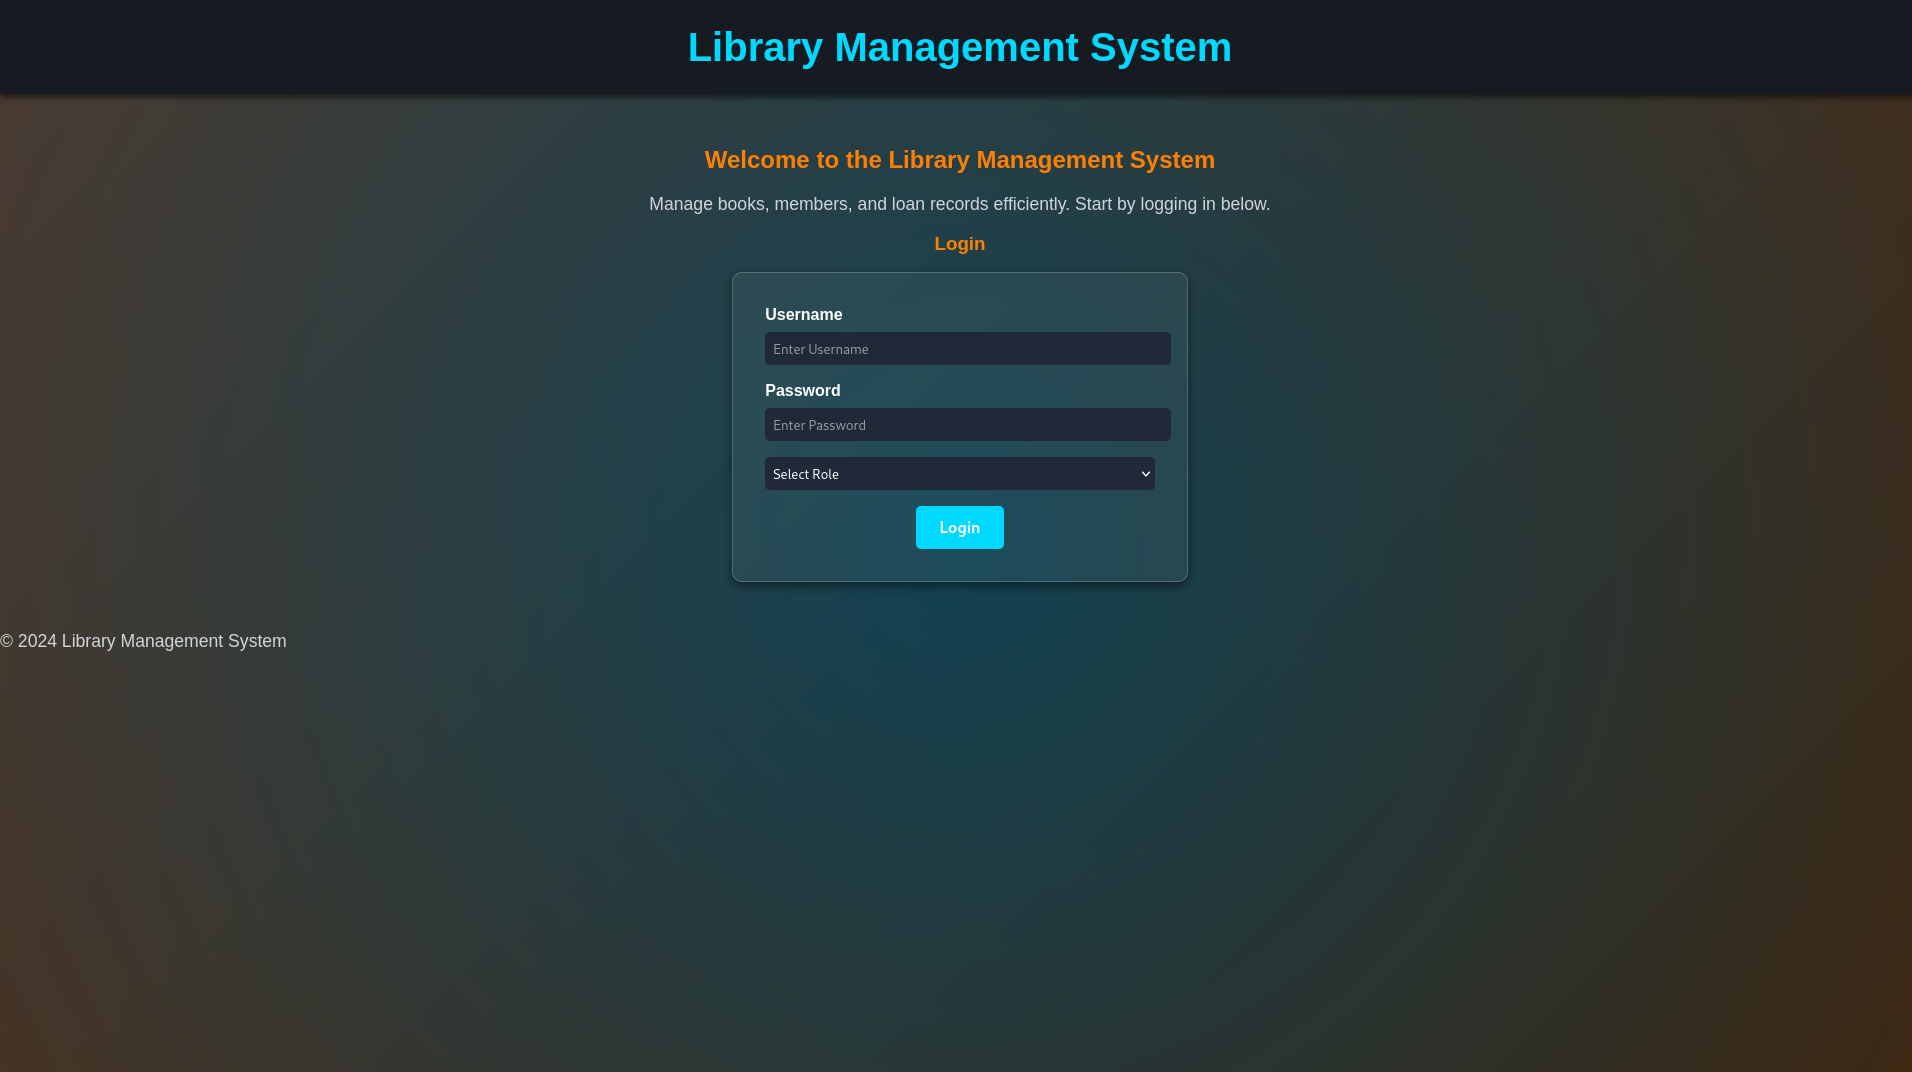 Library Management System
Welcome to the Library Management System
Manage books, members, and loan records efficiently. Start by logging in below.
Login
Username
Enter Username
Password
Enter Password
Select Role
Login
© 2024 Library Management System